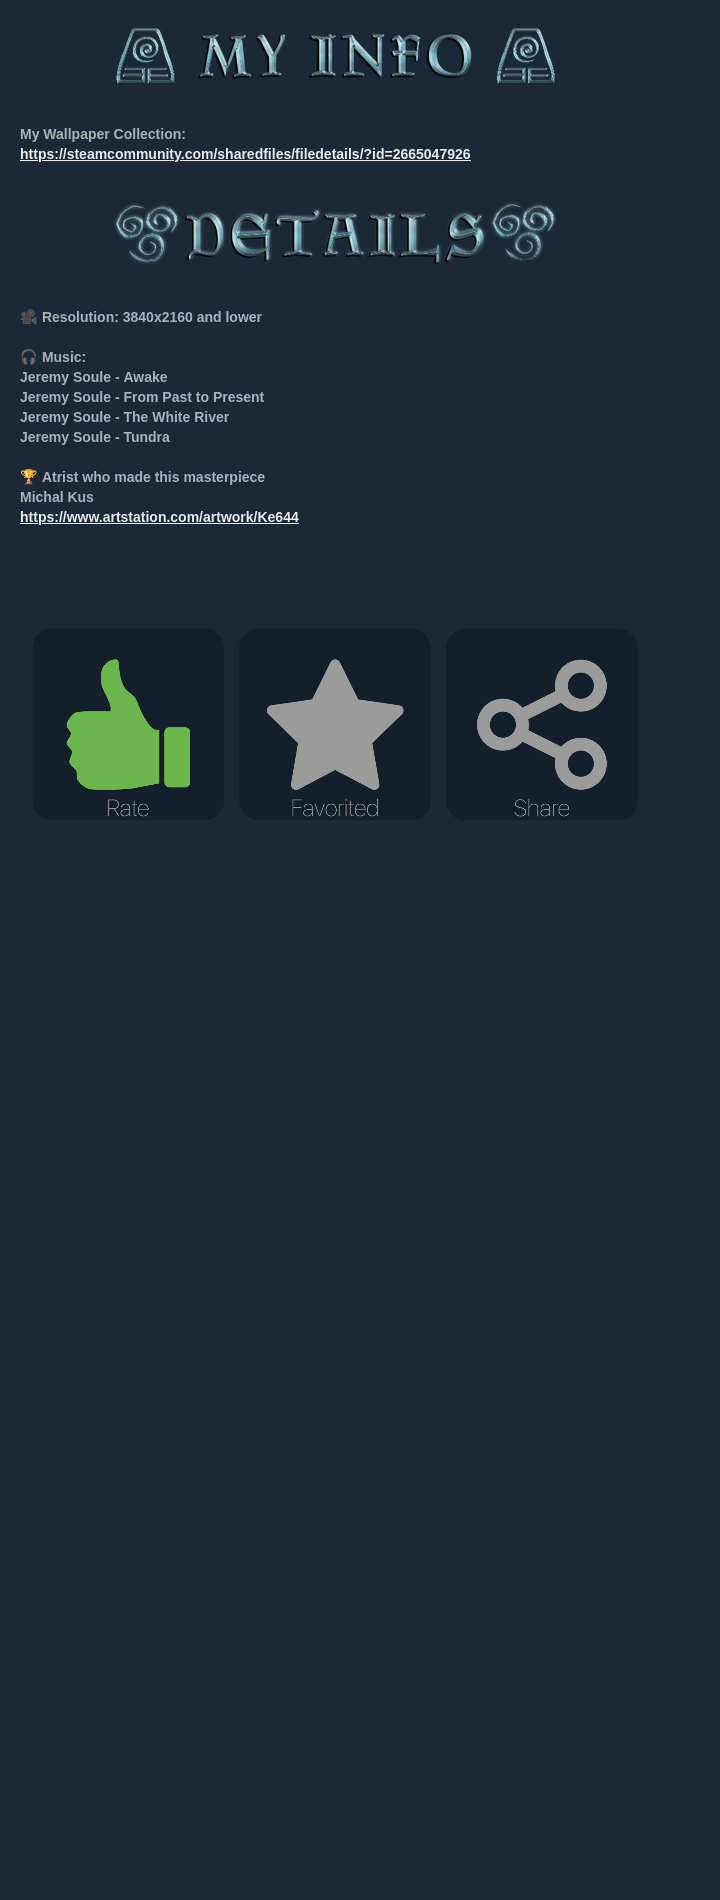 MY INFO
My Wallpaper Collection:
https://steamcommunity.com/sharedfiles/filedetails/?id=2665047926
DETAILS
🎥 Resolution: 3840x2160 and lower
🎧 Music:
Jeremy Soule - Awake
Jeremy Soule - From Past to Present
Jeremy Soule - The White River
Jeremy Soule - Tundra
🏆 Atrist who made this masterpiece
Michal Kus
https://www.artstation.com/artwork/Ke644
Rate
Favorited
Share